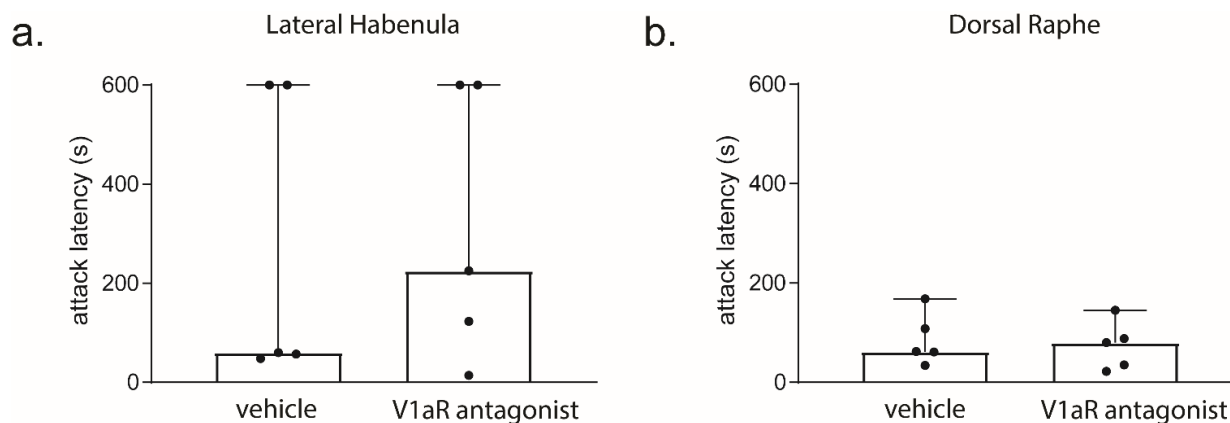 a.
Lateral Habenula
attack latency (s)
600
400
200
0
vehicle
V1aR antagonist
b.
Dorsal Raphe
attack latency (s)
600
400
200
0
vehicle
V1aR antagonist